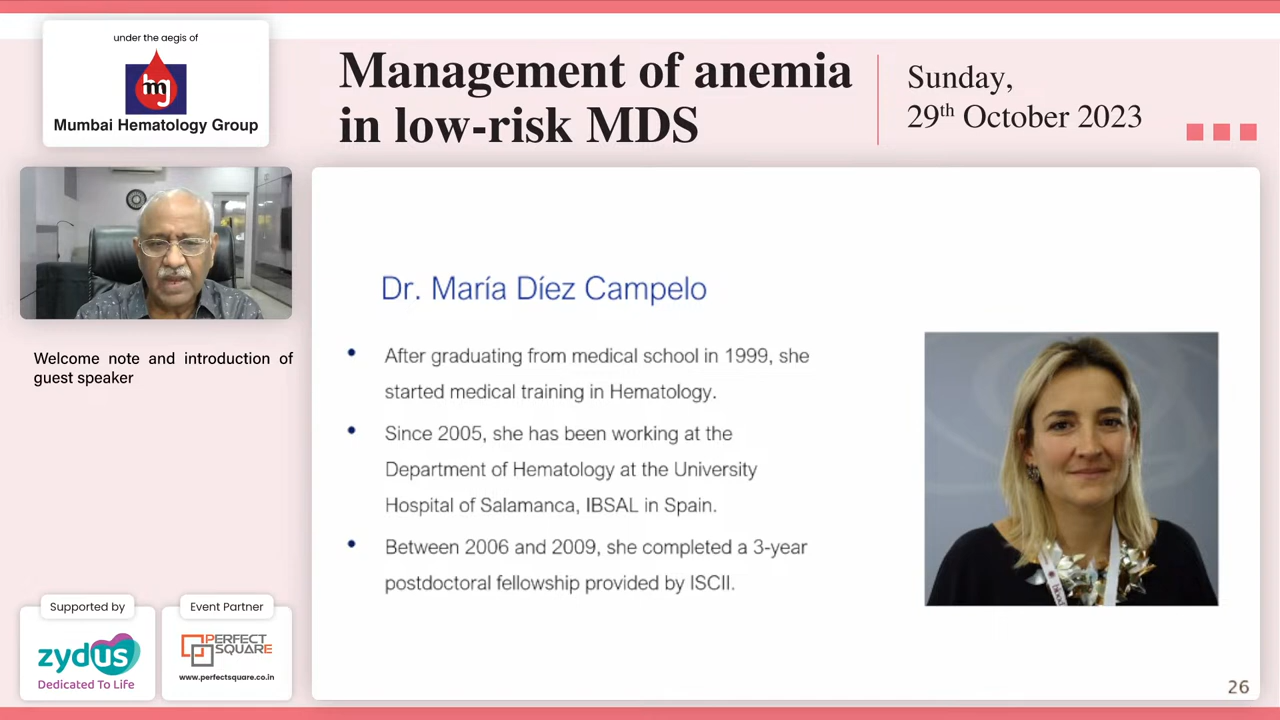 under the aegis of
mg
Mumbai Hematology Group
Management of anemia
in low-risk MDS
Sunday,
29th October 2023
Welcome note and introduction of
guest speaker
Dr. María Díez Campelo
• After graduating from medical school in 1999, she
started medical training in Hematology.
• Since 2005, she has been working at the
Department of Hematology at the University
Hospital of Salamanca, IBSAL in Spain.
• Between 2006 and 2009, she completed a 3-year
postdoctoral fellowship provided by ISCII.
Supported by
zydus
Dedicated To Life
Event Partner
PERFECT
SQUARE
www.perfectsquare.co.in
26